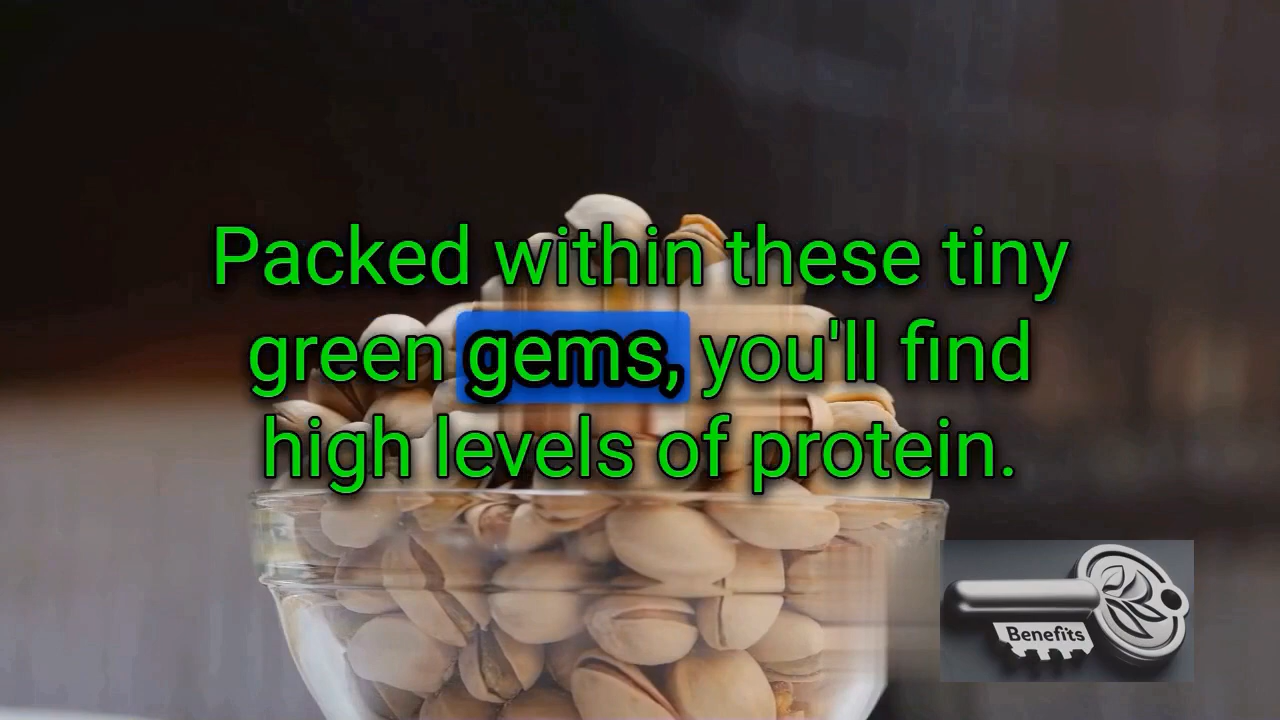 Packed within these tiny
green gems, you'll find
high levels of protein.
Benefits